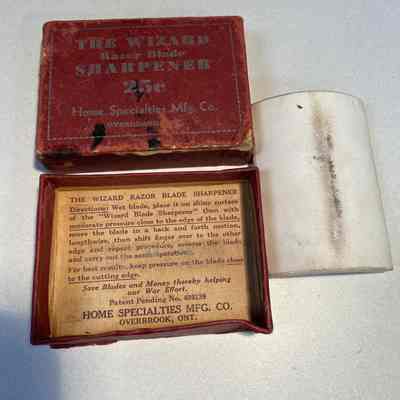 THE WIZARD
Razor Blade
SHARPENER
25c
Home Specialties Mfg. Co.
THE WIZARD RAZOR BLADE SHARPENER
Directions: Wet blade, place it on shiny surface
of the "Wizard Blade Sharpener" then with
moderate pressure close to the edge of the blade,
move the blade in a back and forth motion,
lengthwise, then shift finger over to the other
edge and repeat procedure, reverse the blade
and carry out the same operation.
For best results, keep pressure on the blade close
to the cutting edge.
Save Blades and Money thereby helping
our War Effort.
Patent Pending No.
HOME SPECIALTIES MFG. CO.
OVERBROOK, ONT.